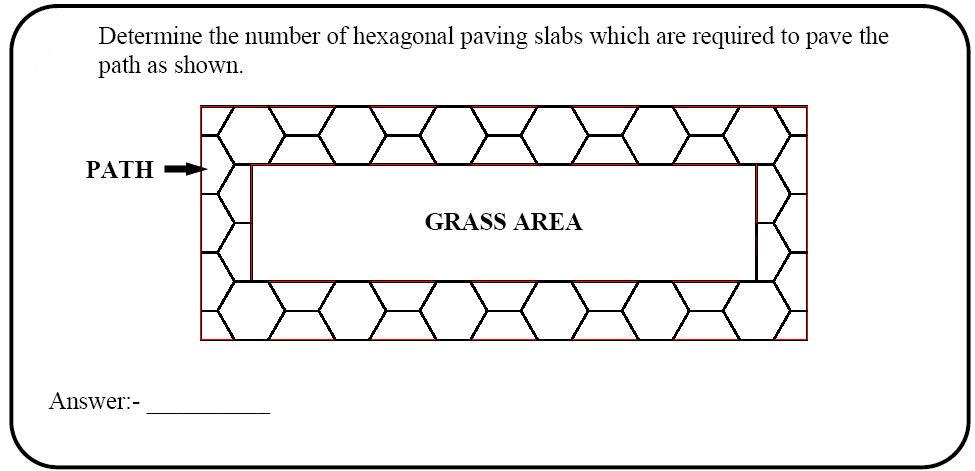 Determine the number of hexagonal paving slabs which are required to pave the
path as shown.
PATH
GRASS AREA
Answer:- __________